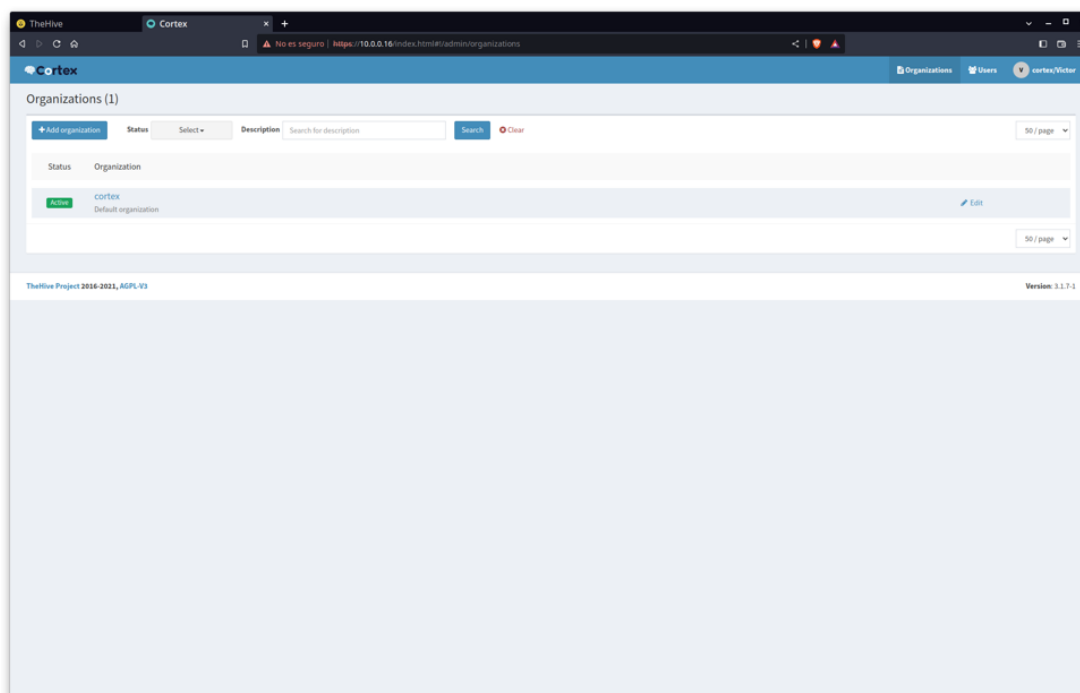 TheHive
Cortex
No es seguro | https://10.0.0.16/index.html#!/admin/organizations
Cortex
Organizations
Users
V
cortex/Victor
Organizations (1)
+Add organization
Status
Select
Description
Search for description
Search
Clear
50 / page
Status Organization
Active
cortex
Default organization
Edit
50 / page
TheHive Project 2016-2021, AGPL-V3
Version: 3.1.7-1